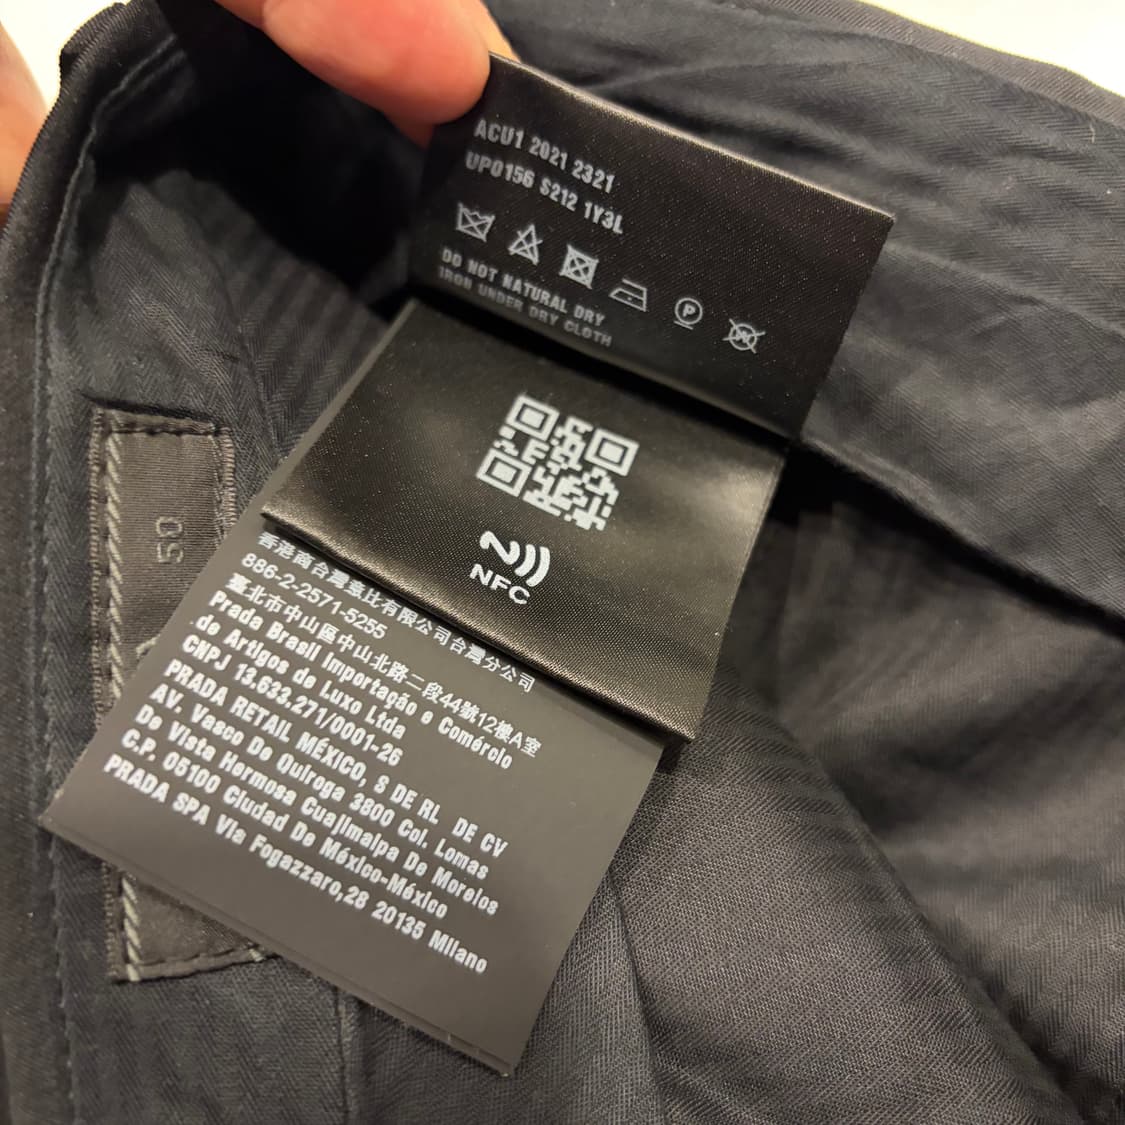 ACU1 2021 2321
UP0156 S212 1Y3L
P
W
DO NOT NATURAL DRY
IRON UNDER DRY CLOTH
NFC
50
香港商台灣氦比有限公司台灣分公司
886-2-2571-5255
臺北市中山區中山北路二段44號12樓A室
Prada Brasil Importação e Comércio
de Artigos de Luxo Ltda
CNPJ 13.633.271/0001-26
PRADA RETAIL MÉXICO, S DE RL DE CV
AV. Vasco De Quiroga 3800 Col. Lomas
De Vista Hermosa Cuajimalpa De Morelos
C.P. 05100 Ciudad De México-México
PRADA SPA Via Fogazzaro,28 20135 Milano